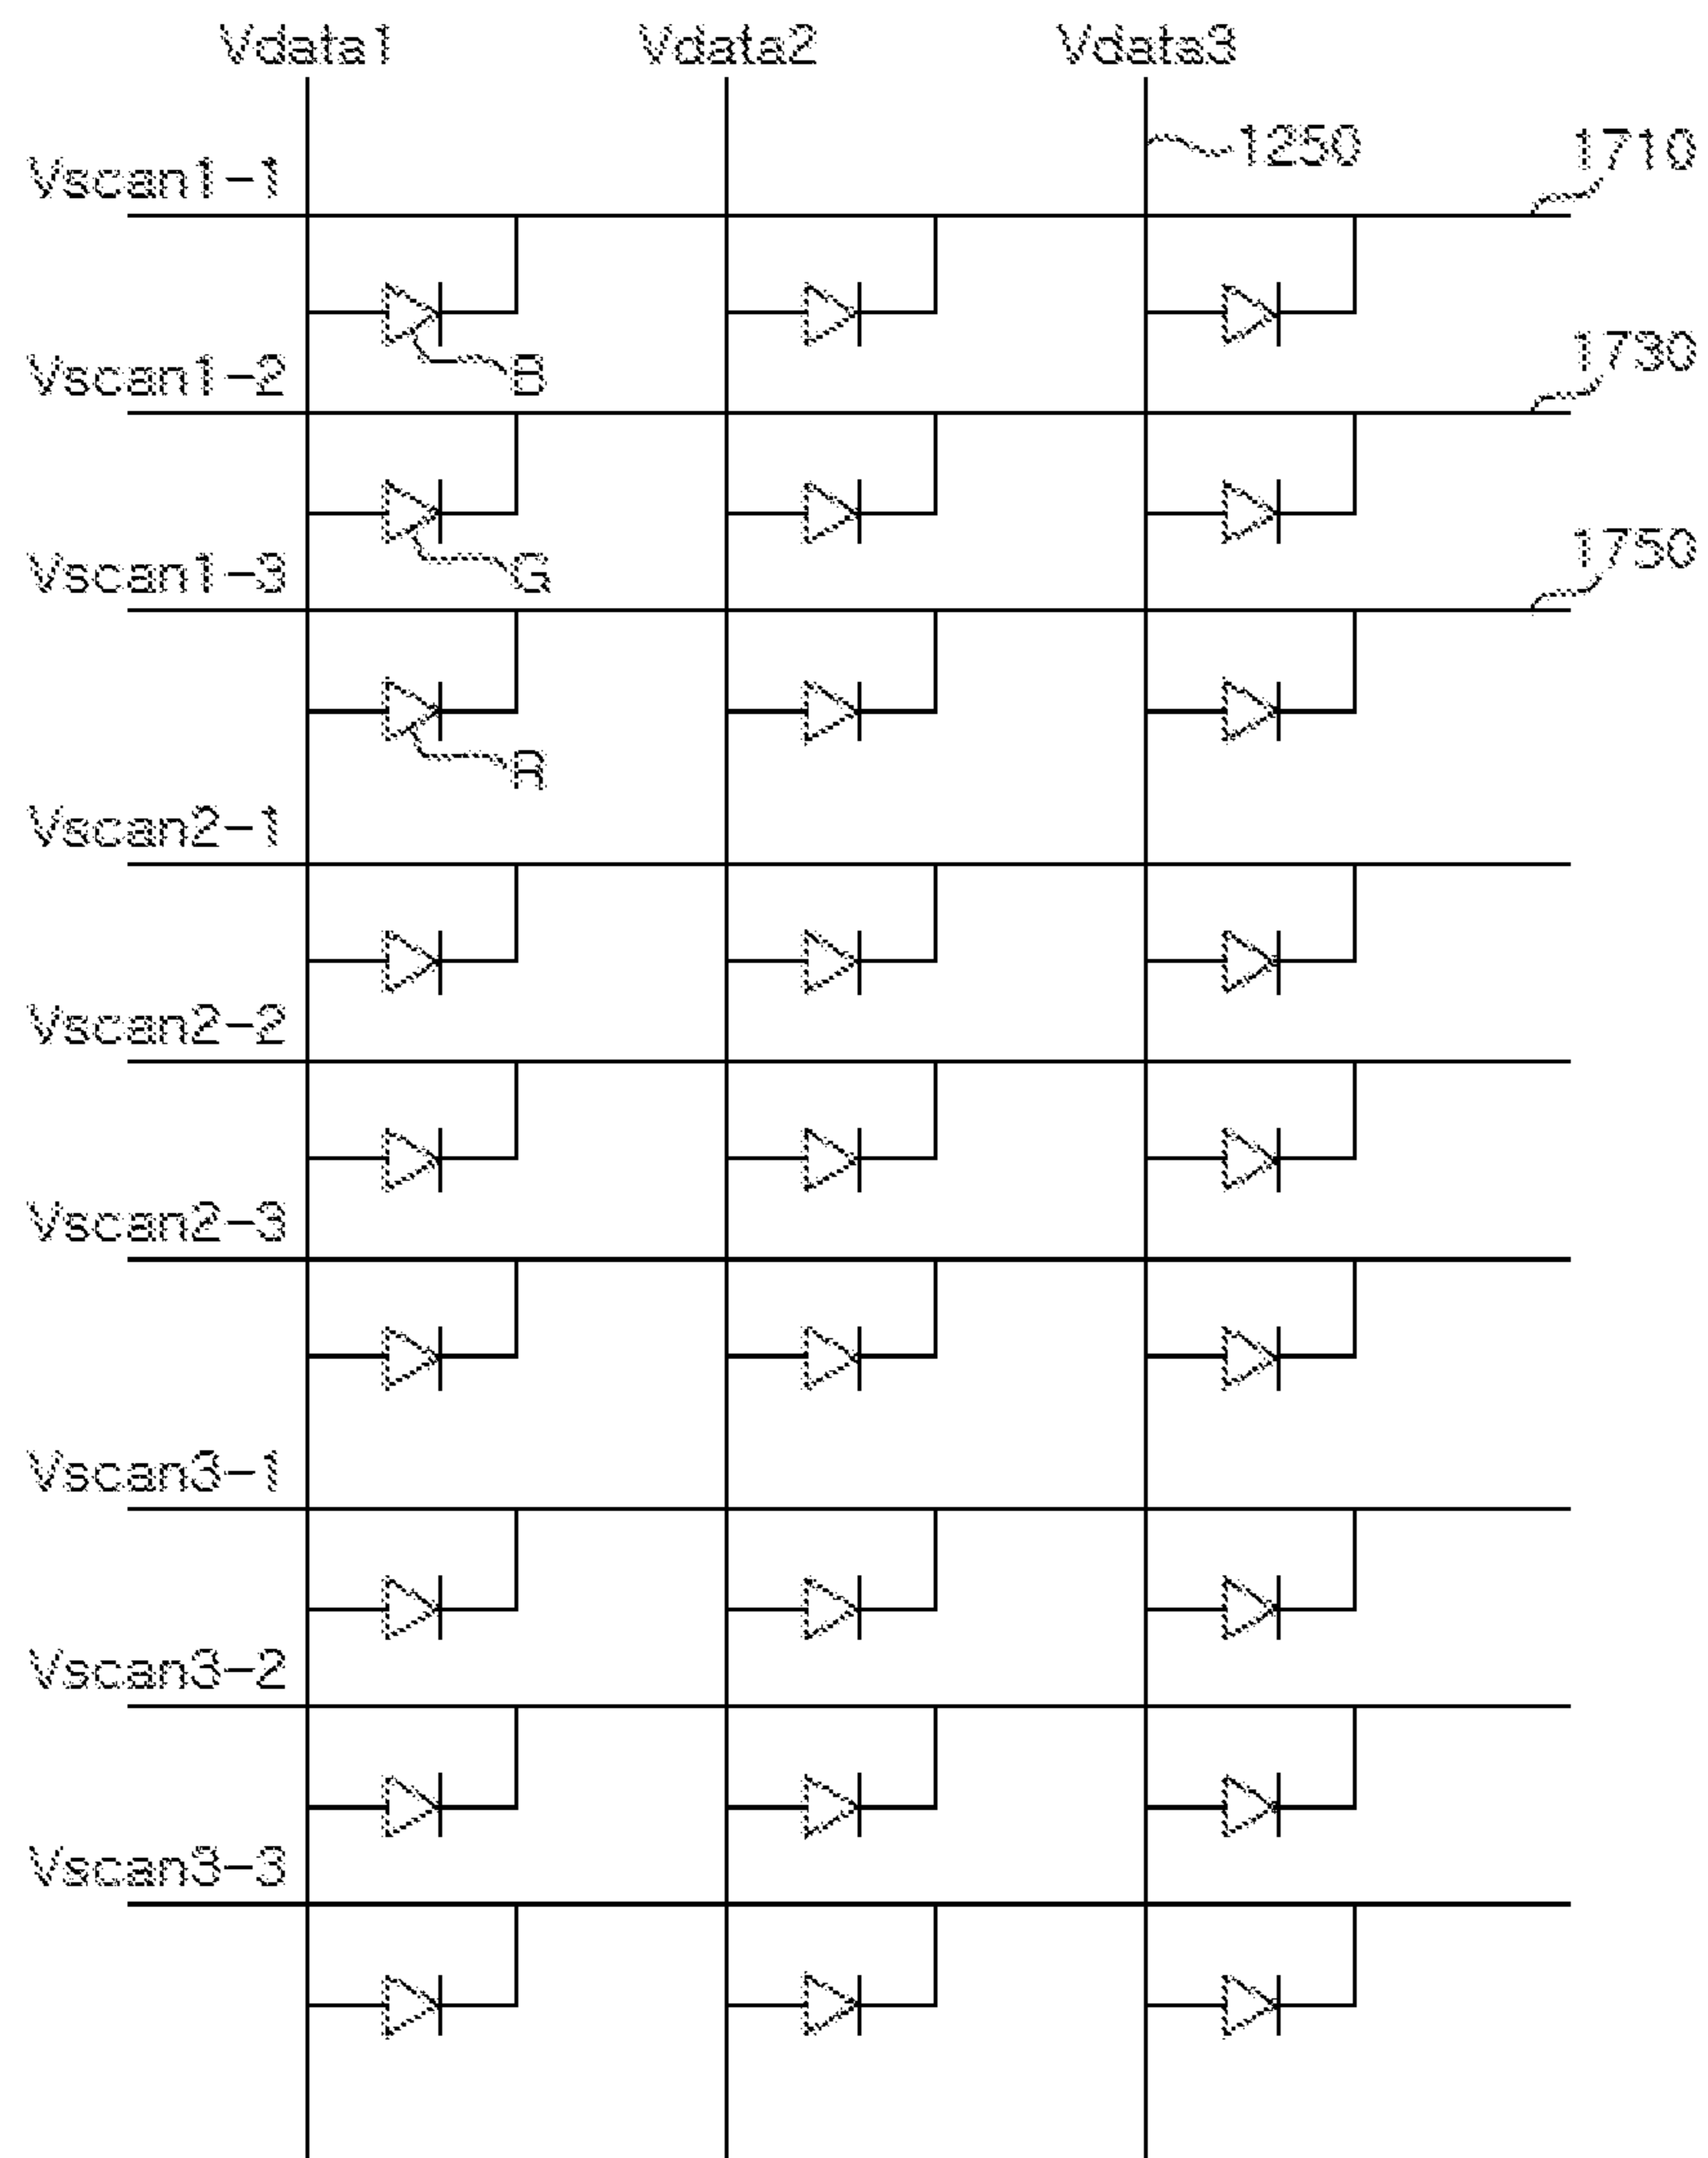 Vdata1 Vdata2 Vdata3
1250 1710
Vscan1-1
B
1730
Vscan1-2
G
1750
Vscan1-3
R
Vscan2-1
Vscan2-2
Vscan2-3
Vscan3-1
Vscan3-2
Vscan3-3